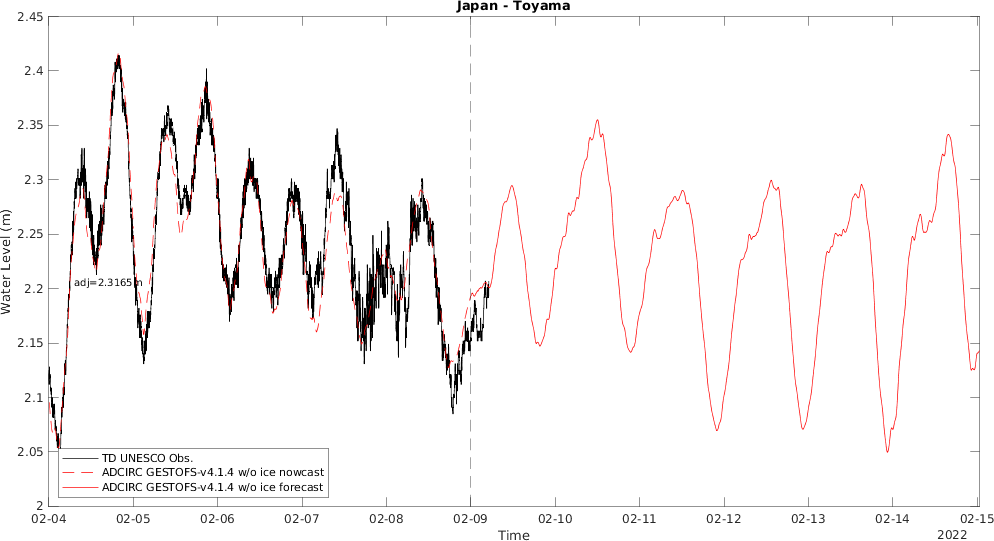 Japan - Toyama
2.45
2.4
2.35
2.3
2.25
2.2
2.15
2.1
2.05
2
Water Level (m)
adj=2.3165m
TD UNESCO Obs.
ADCIRC GESTOFS-v4.1.4 w/o ice nowcast
ADCIRC GESTOFS-v4.1.4 w/o ice forecast
02-04 02-05 02-06 02-07 02-08 02-09 02-10 02-11 02-12 02-13 02-14 02-15
Time
2022